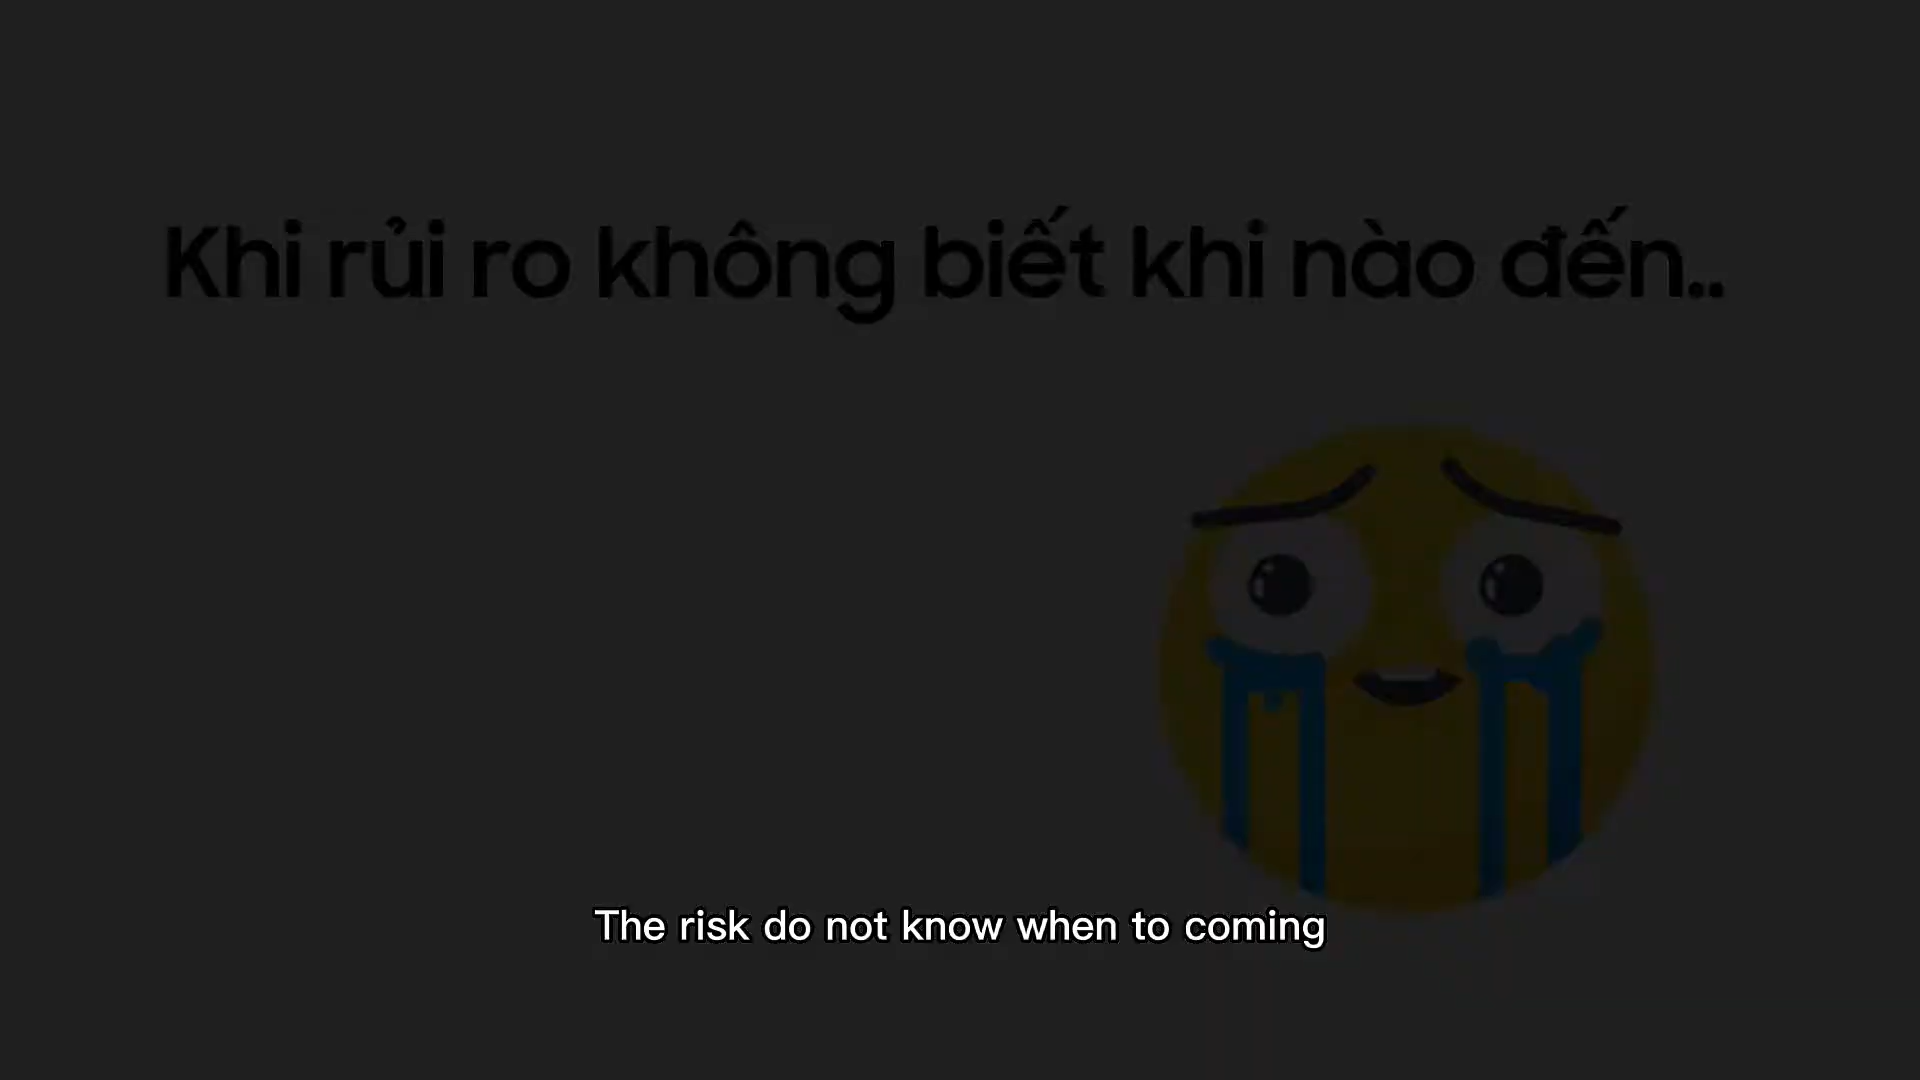 Khi rủi ro không biết khi nào đến..
The risk do not know when to coming